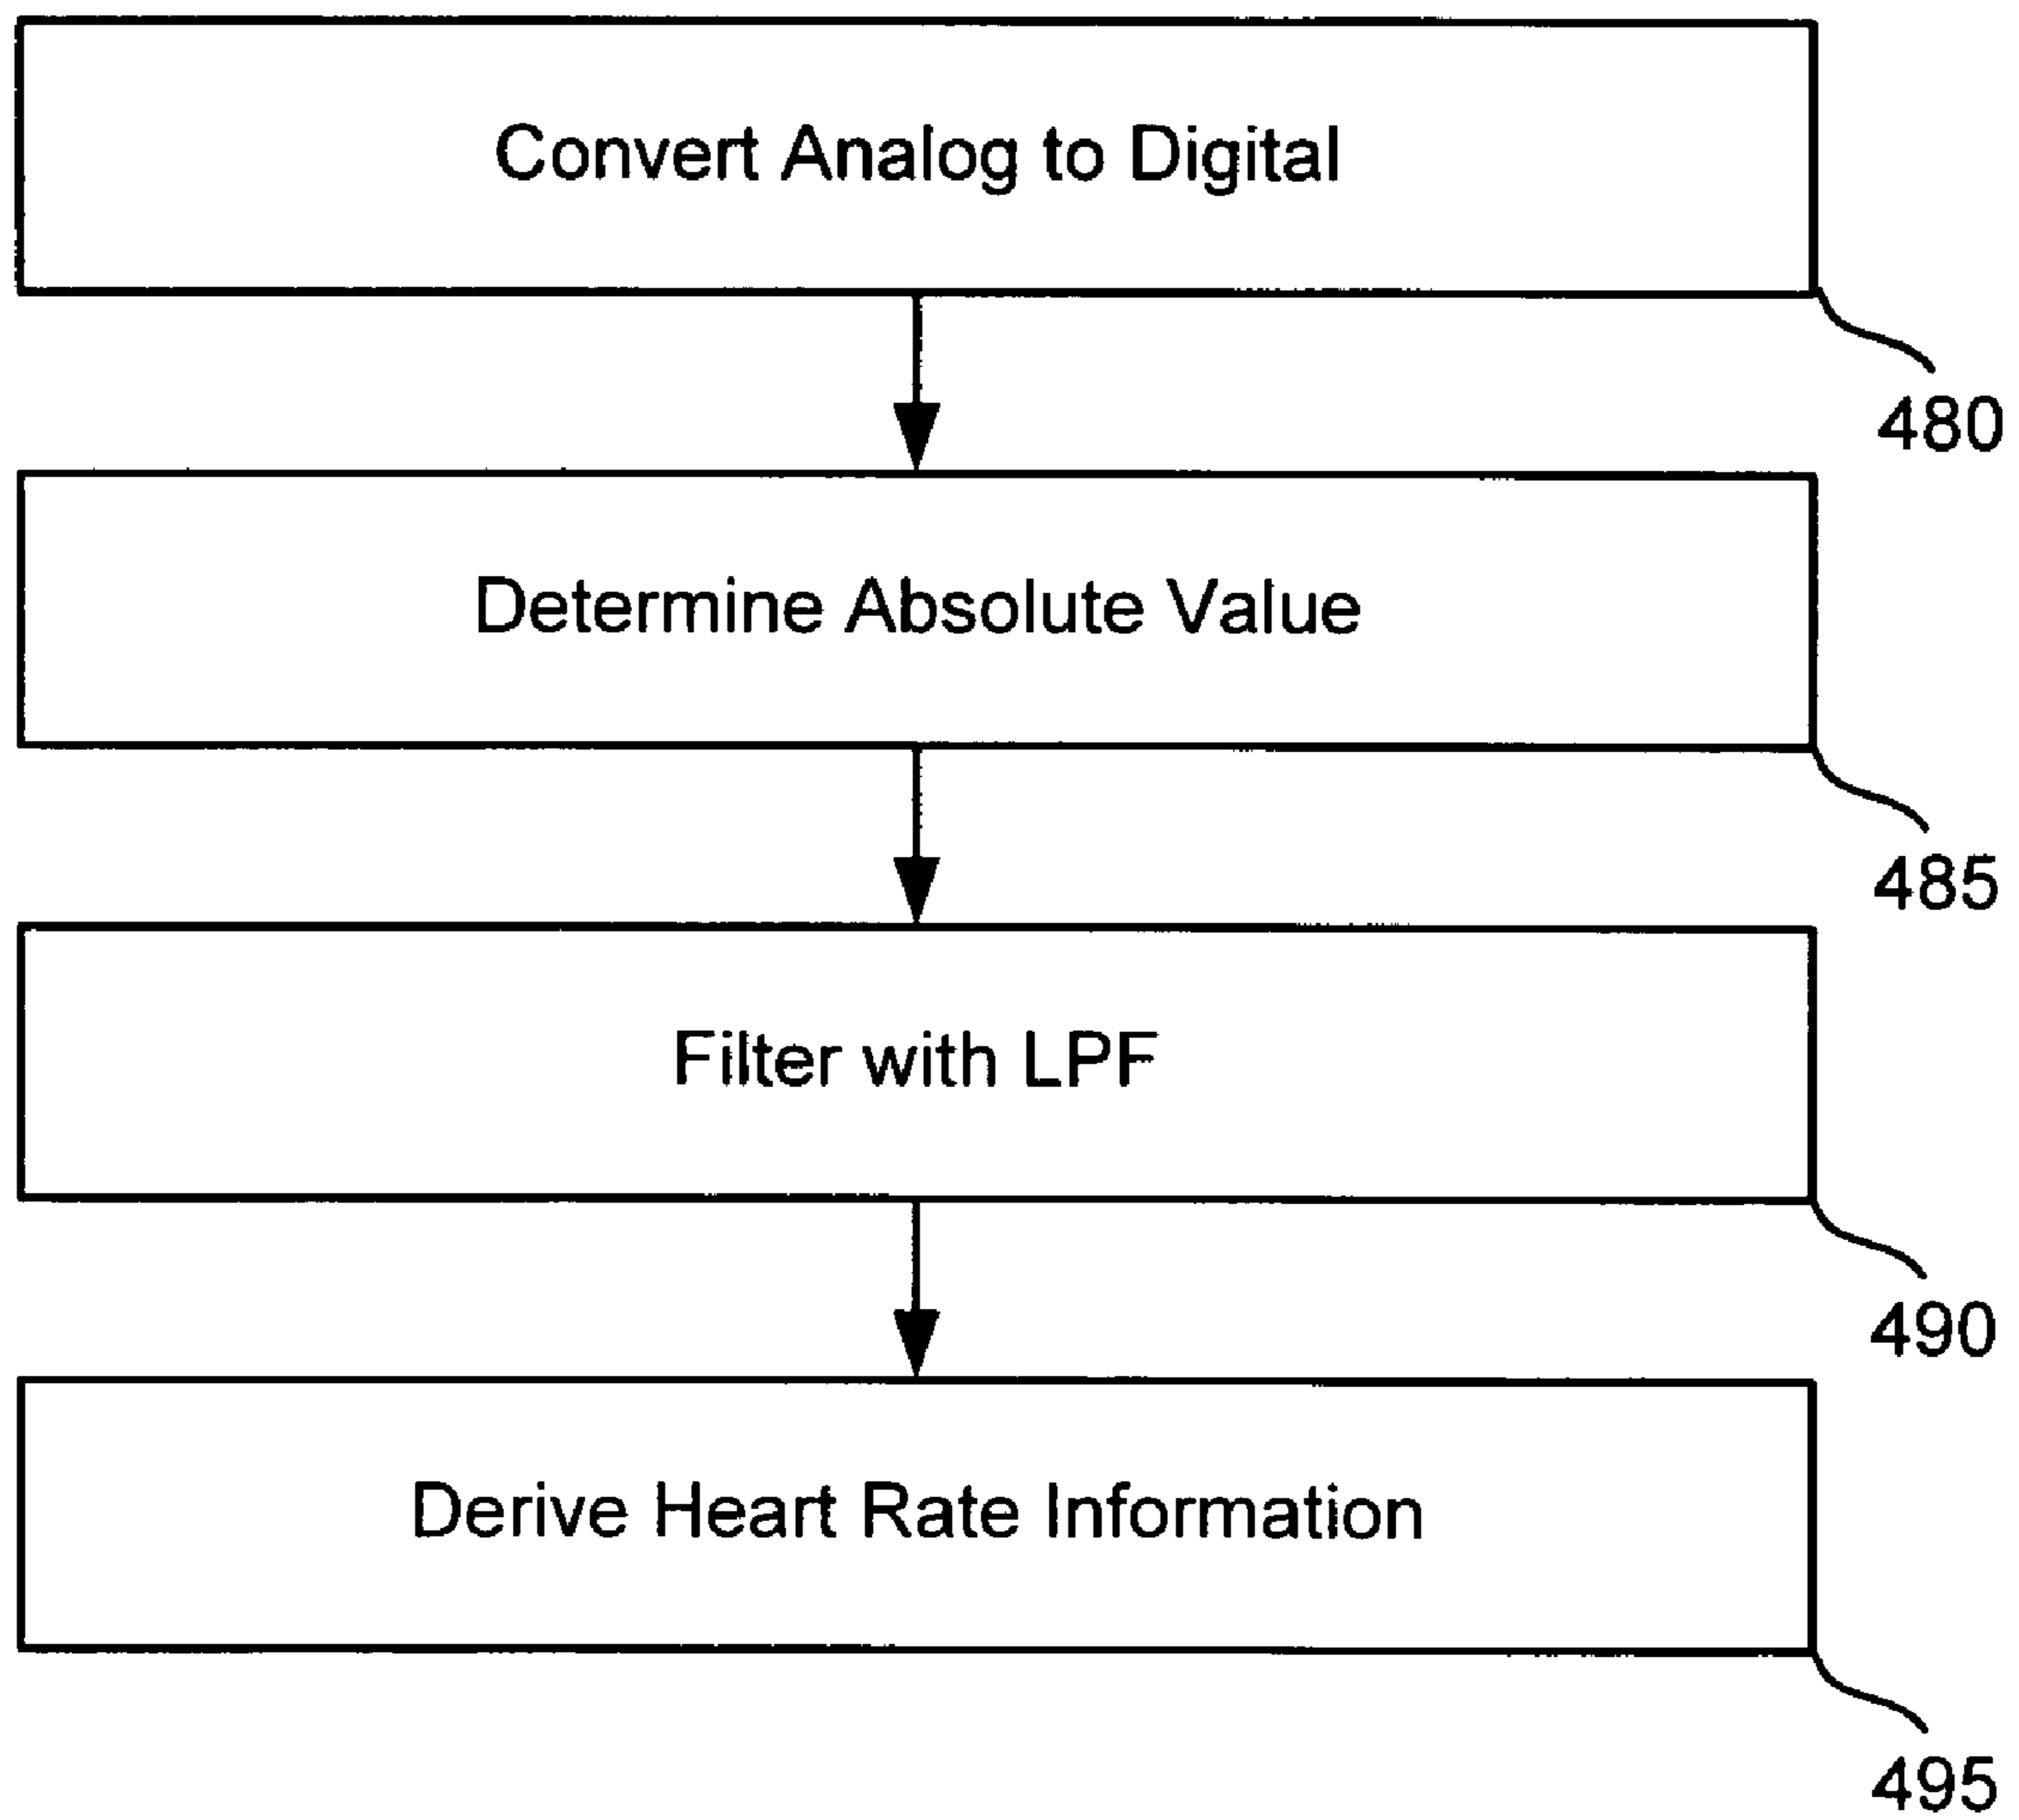 Convert Analog to Digital
480
Determine Absolute Value
485
Filter with LPF
490
Derive Heart Rate Information
495